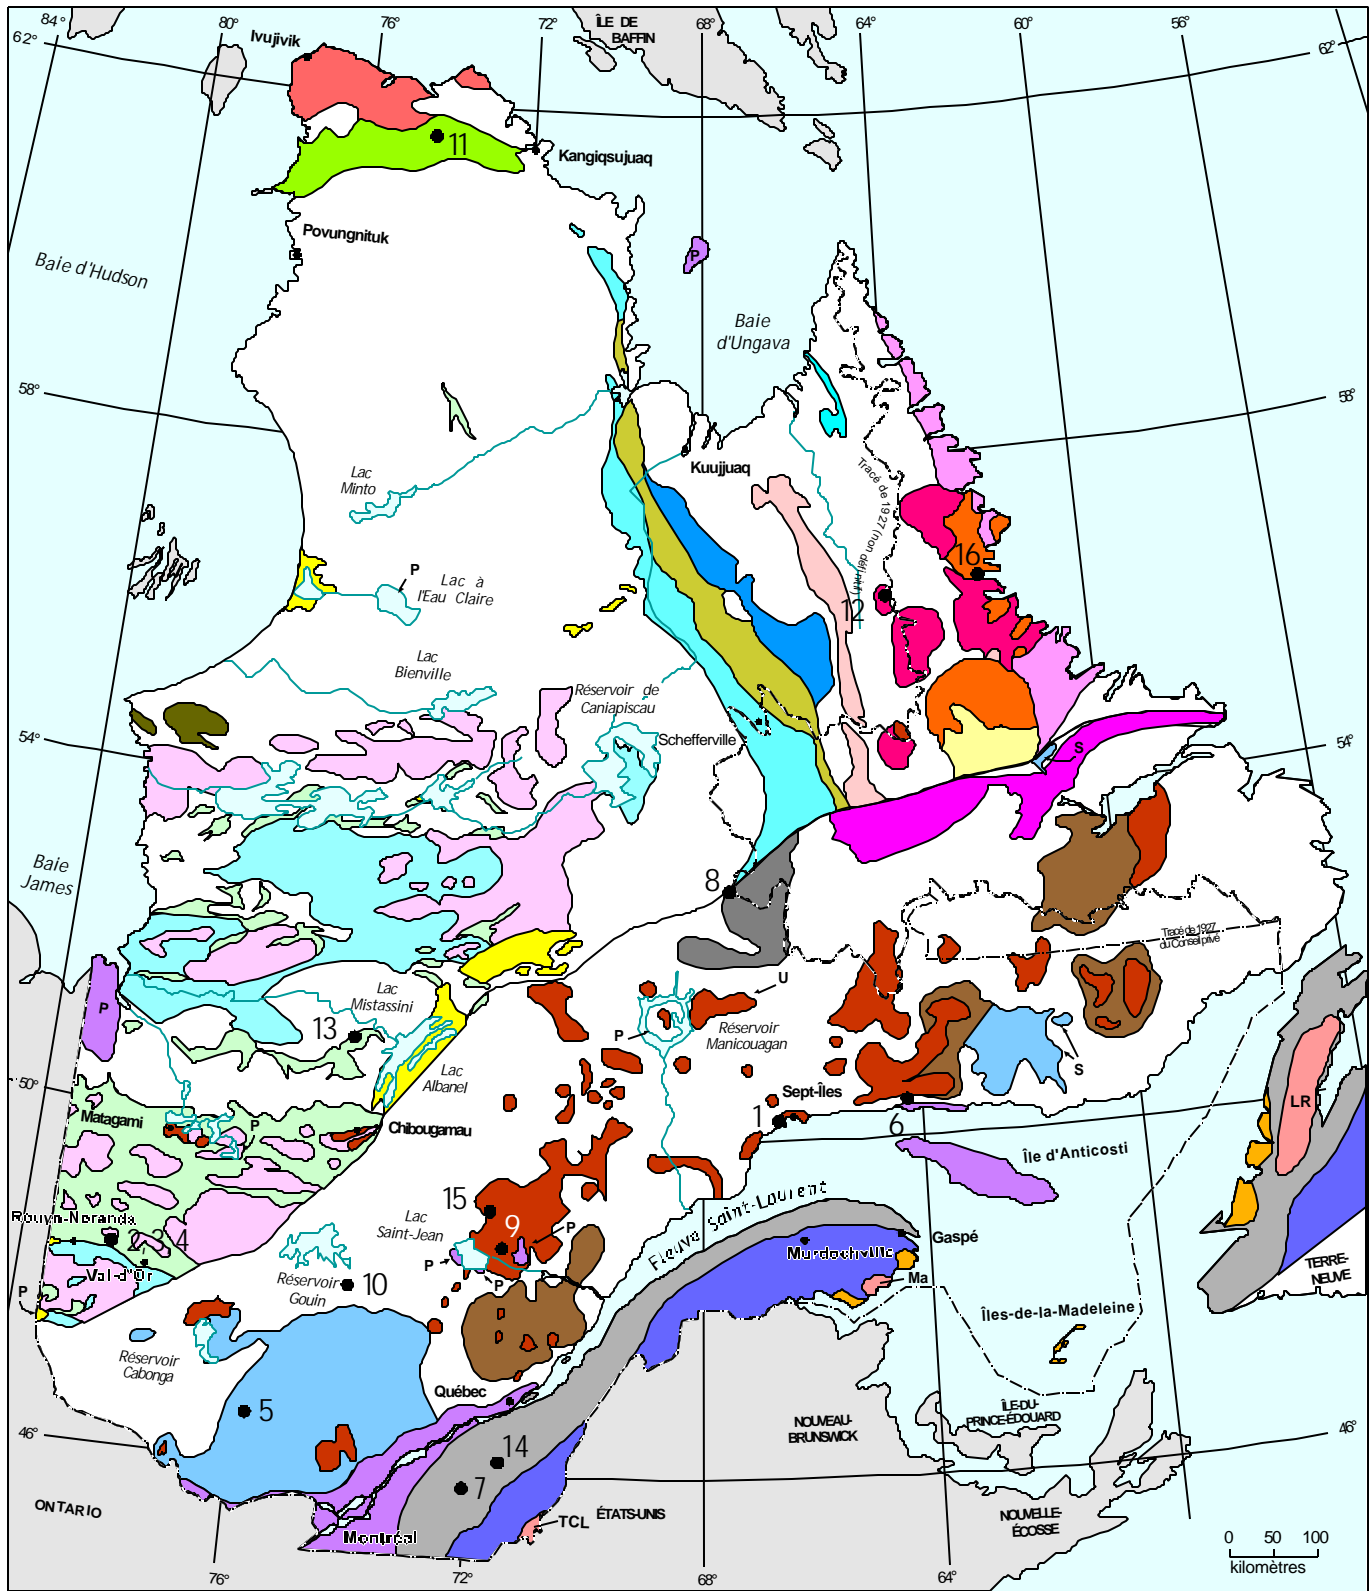 84°
80°
76°
72°
ÎLE DE
BAFFIN
68°
64°
60°
56°
62°
62°
Ivujivik
11
Kangiqsujuaq
Povungnituk
P
Baie d'Hudson
Baie
d'Ungava
58°
58°
Kuujjuaq
Lac
Minto
Tracé de 1927 (non définitif)
16
P
Lac à
l'Eau Claire
12
Lac
Bienville
Réservoir de
Caniapiscau
Schefferville
54°
54°
S
Baie
James
8
Tracé de 1927
du Conseil privé
U
Lac
Mistassini
P
13
P
Réservoir
Manicouagan
S
Lac
Albanel
50°
Sept-Îles
LR
Matagami
P
Chibougamau
1
6
Île d'Anticosti
Fleuve Saint-Laurent
15
Lac
Saint-Jean
9
P
Rouyn-Noranda
2, 3, 4
Gaspé
Murdochville
Val-d'Or
P
P
Ma
TERRE-
NEUVE
P
Réservoir
Gouin
10
Îles-de-la-Madeleine
Réservoir
Cabonga
Québec
5
NOUVEAU-
BRUNSWICK
ÎLE-DU-
PRINCE-ÉDOUARD
46°
46°
14
7
ONTARIO
Montréal
TCL
ÉTATS-UNIS
NOUVELLE-
ÉCOSSE
0 50 100
kilomètres
76°
72°
68°
64°